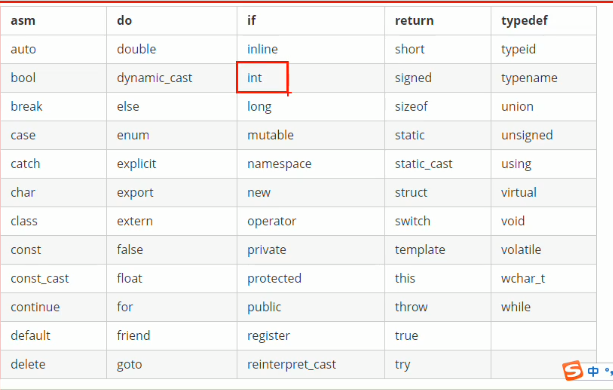 asm do if return typedef
auto double inline short typeid
bool dynamic_cast int signed typename
break else long sizeof union
case enum mutable static unsigned
catch explicit namespace static_cast using
char export new struct virtual
class extern operator switch void
const false private template volatile
const_cast float protected this wchar_t
continue for public throw while
default friend register true
delete goto reinterpret_cast try
S 中